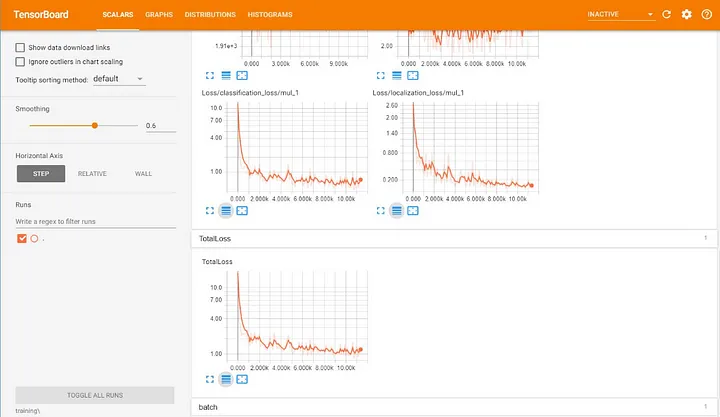 TensorBoard SCALARS GRAPHS DISTRIBUTIONS HISTOGRAMS INACTIVE
Show data download links
Ignore outliers in chart scaling
Tooltip sorting method: default
Smoothing
0.6
Horizontal Axis
STEP RELATIVE WALL
Runs
Write a regex to filter runs
.
TOGGLE ALL RUNS
training\
1.91e+3
0.000 3.000k 6.000k 9.000k
2.00
0.000 2.000k 4.000k 6.000k 8.000k 10.00k
Loss/classification_loss/mul_1
10.0
7.00
4.00
1.00
0.000 2.000k 4.000k 6.000k 8.000k 10.00k
Loss/localization_loss/mul_1
2.60
1.40
0.800
0.200
0.000 2.000k 4.000k 6.000k 8.000k 10.00k
TotalLoss 1
TotalLoss
10.0
7.00
4.00
1.00
0.000 2.000k 4.000k 6.000k 8.000k 10.00k
batch 1